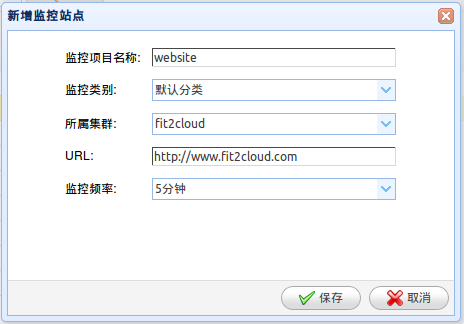 新增监控站点
监控项目名称: website
监控类别: 默认分类
所属集群: fit2cloud
URL: http://www.fit2cloud.com
监控频率: 5分钟
保存 取消